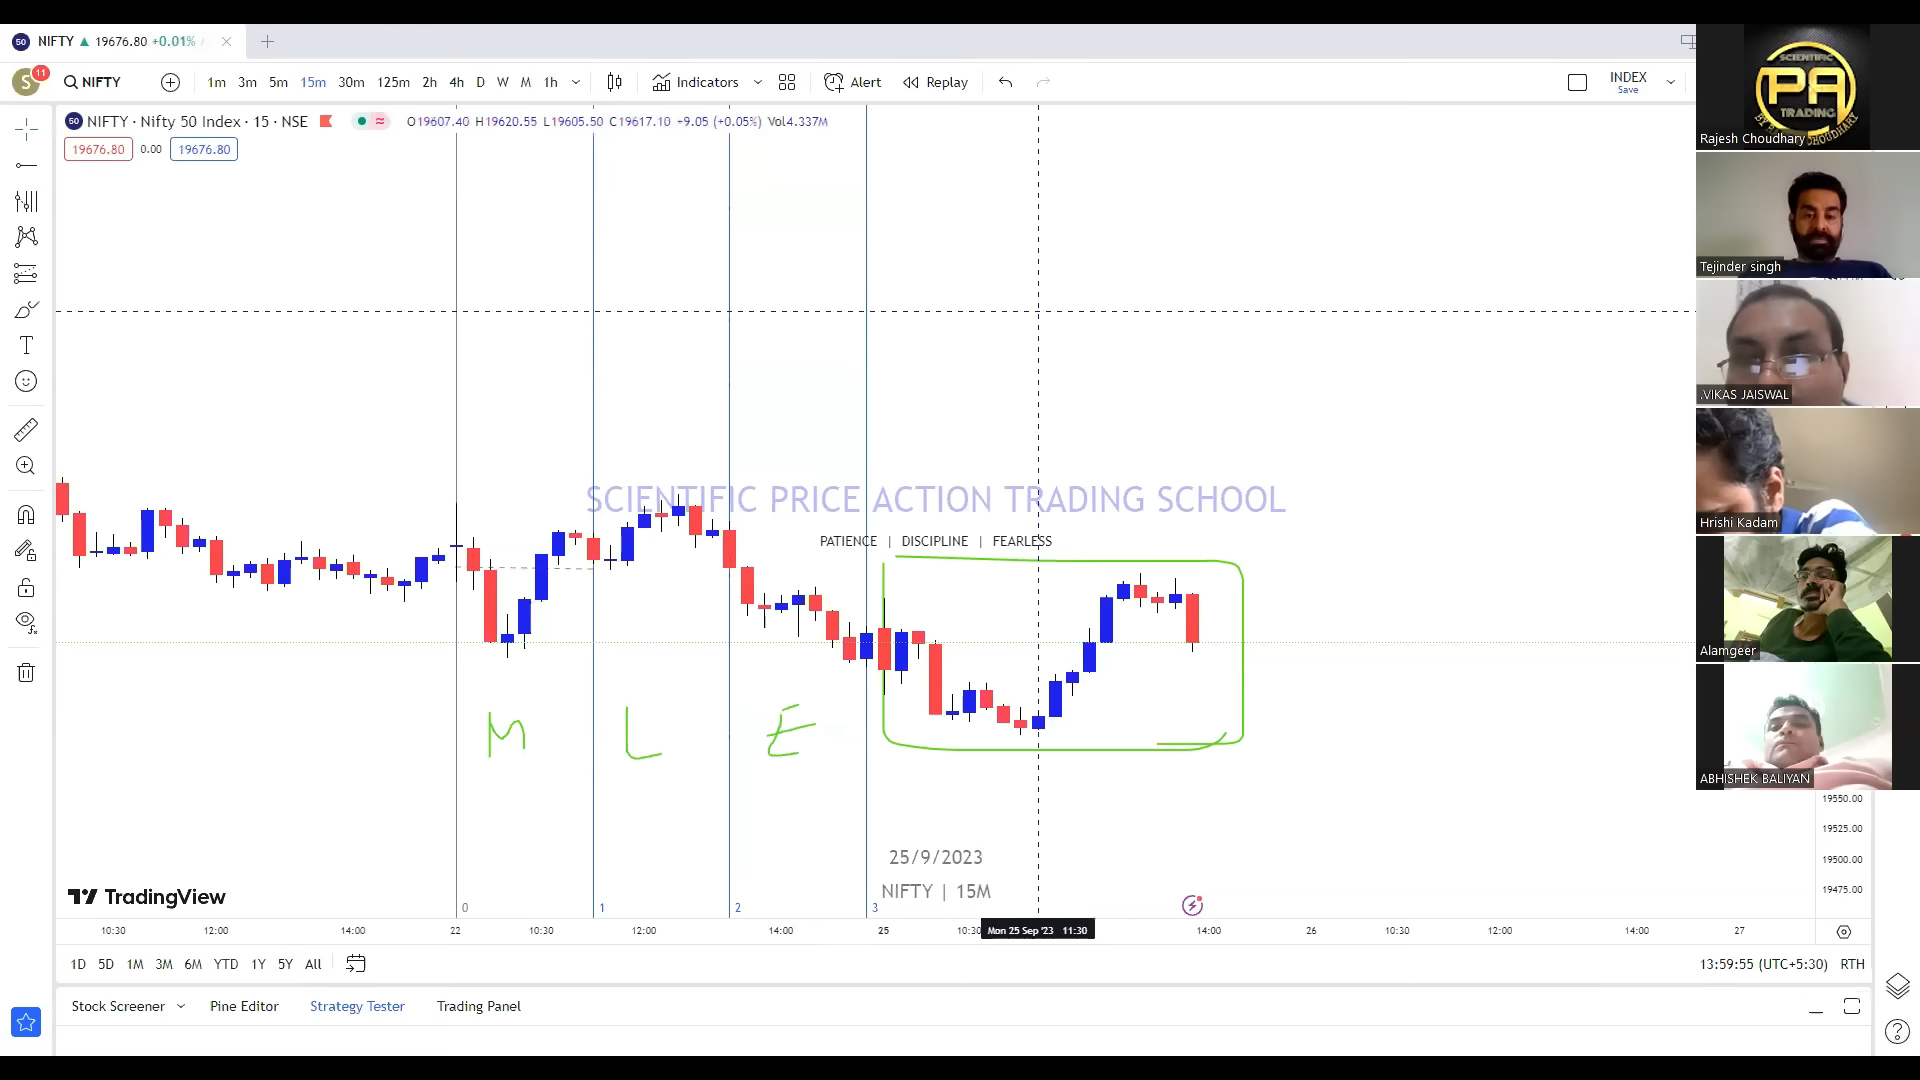 50 NIFTY ▲ 19676.80 +0.01% /
S 11 NIFTY 1m 3m 5m 15m 30m 125m 2h 4h D W M 1h Indicators Alert Replay INDEX
Save
50 NIFTY · Nifty 50 Index · 15 · NSE O19607.40 H19620.55 L19605.50 C19617.10 +9.05 (+0.05%) Vol4.337M
19676.80 0.00 19676.80
SCIENTIFIC
PA
TRADING
Rajesh Choudhary
Tejinder singh
.VIKAS JAISWAL
Hrishi Kadam
Alamgeer
ABHISHEK BALIYAN
SCIENTIFIC PRICE ACTION TRADING SCHOOL
PATIENCE | DISCIPLINE | FEARLESS
M L E
19550.00
19525.00
19500.00
19475.00
25/9/2023
NIFTY | 15M
TradingView
0 1 2 3
10:30 12:00 14:00 22 10:30 12:00 14:00 25 10:30 Mon 25 Sep '23 11:30 14:00 26 10:30 12:00 14:00 27
1D 5D 1M 3M 6M YTD 1Y 5Y All 13:59:55 (UTC+5:30) RTH
Stock Screener Pine Editor Strategy Tester Trading Panel